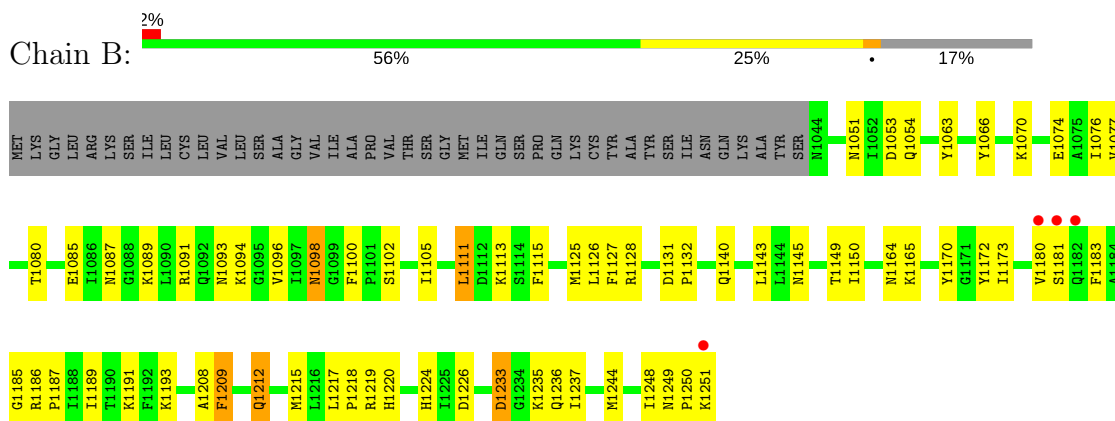 2%
Chain B:
56% 25% • 17%
MET LYS GLY LEU ARG LYS SER ILE LEU CYS LEU VAL LEU SER ALA GLY VAL ILE ALA PRO VAL THR SER GLY MET ILE GLN SER PRO LYS CYS TYR ALA TYR SER ILE ASN GLN LYS ALA TYR SER N1044 N1051 I1052 D1053 Q1054 Y1063 Y1066 K1070 E1074 A1075 I1076 V1077
T1080 E1085 I1086 N1087 G1088 K1089 L1090 R1091 Q1092 N1093 K1094 G1095 V1096 I1097 N1098 G1099 F1100 P1101 S1102 I1105 L1111 D1112 K1113 S1114 F1115 M1125 L1126 F1127 R1128 D1131 P1132 Q1140 L1143 L1144 N1145 T1149 I1150 N1164 K1165 Y1170 G1171 Y1172 I1173 V1180 S1181 Q1182 F1183 A1184
G1185 R1186 P1187 I1188 I1189 T1190 K1191 F1192 K1193 A1208 F1209 Q1212 M1215 L1216 L1217 P1218 R1219 H1220 H1224 I1225 D1226 D1233 G1234 K1235 Q1236 I1237 M1244 I1248 N1249 P1250 K1251